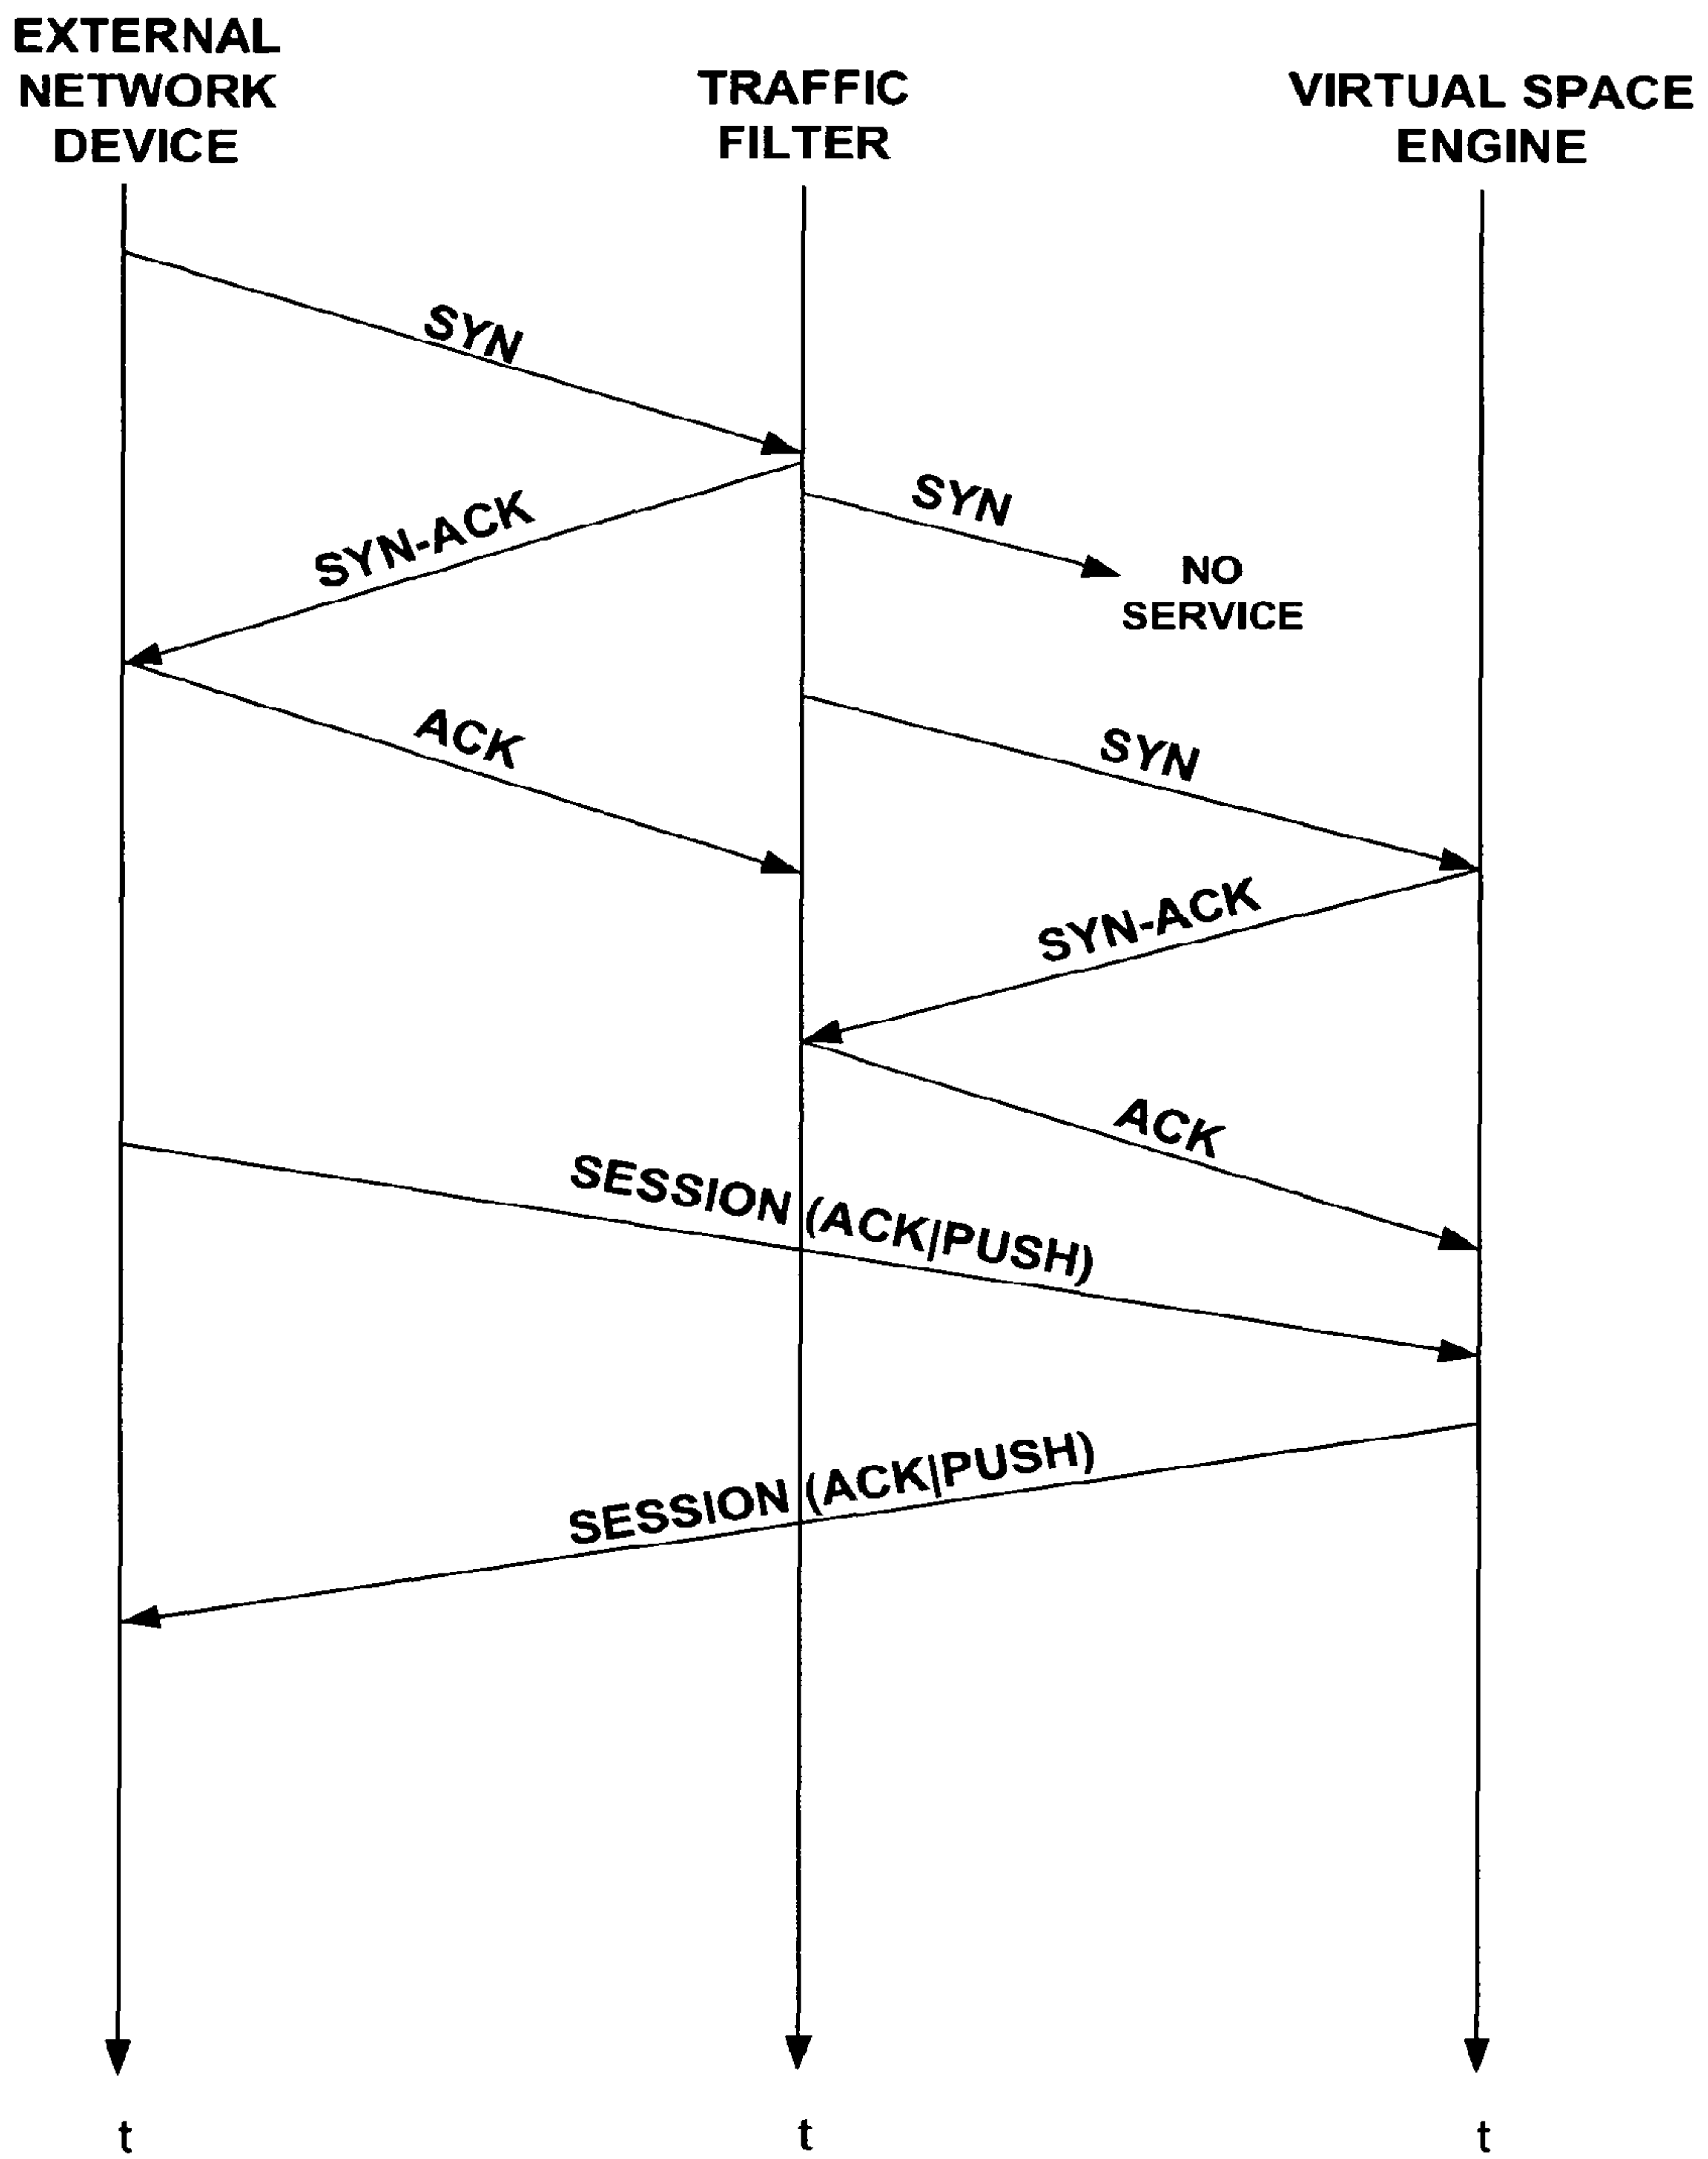 EXTERNAL
NETWORK
DEVICE
TRAFFIC
FILTER
VIRTUAL SPACE
ENGINE
SYN
SYN-ACK
SYN
NO
SERVICE
ACK
SYN
SYN-ACK
ACK
SESSION (ACK|PUSH)
SESSION (ACK|PUSH)
t
t
t